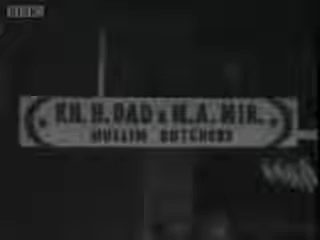 BBC
KH. H. DAD & M. A. MIR.
MUSLIM BUTCHERS